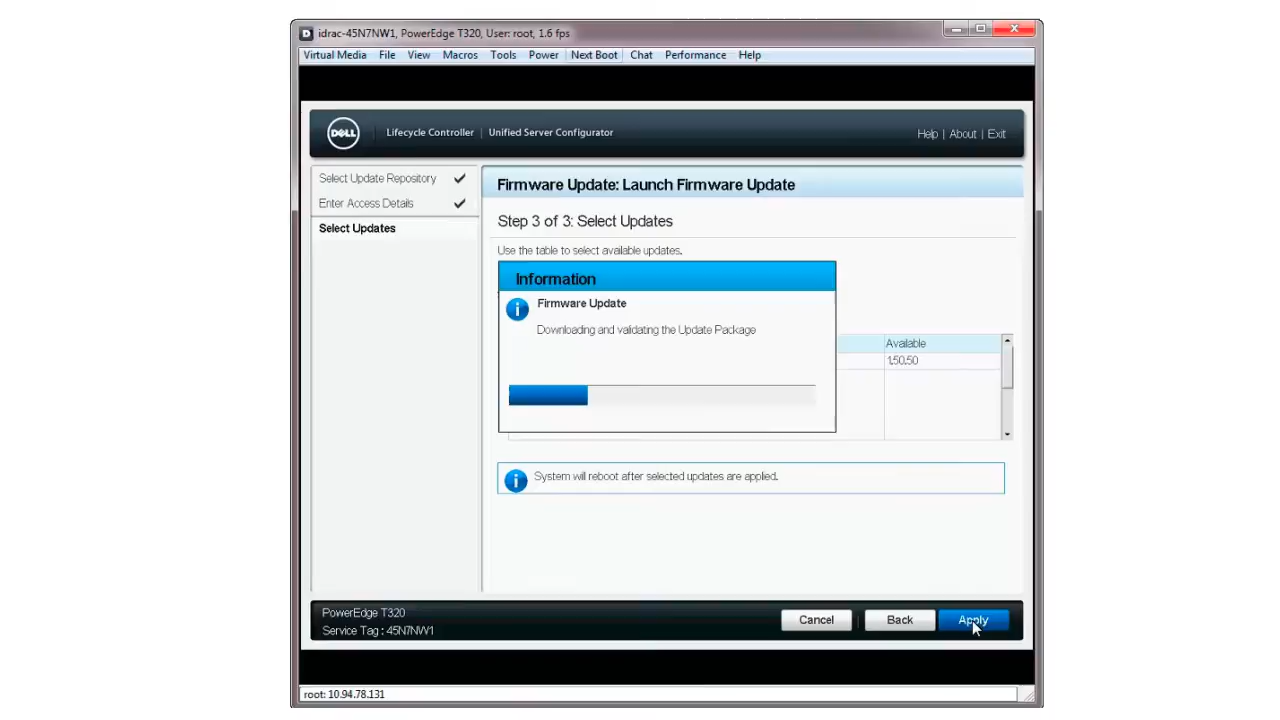 idrac-45N7NW1, PowerEdge T320, User: root, 1.6 fps
Virtual Media File View Macros Tools Power Next Boot Chat Performance Help
DELL Lifecycle Controller | Unified Server Configurator Help | About | Exit
Select Update Repository
Enter Access Details
Select Updates
Firmware Update: Launch Firmware Update
Step 3 of 3: Select Updates
Use the table to select available updates.
Information
Firmware Update
Downloading and validating the Update Package
Available
1.50.50
System will reboot after selected updates are applied.
PowerEdge T320
Service Tag : 45N7NW1
Cancel Back Apply
root: 10.94.78.131